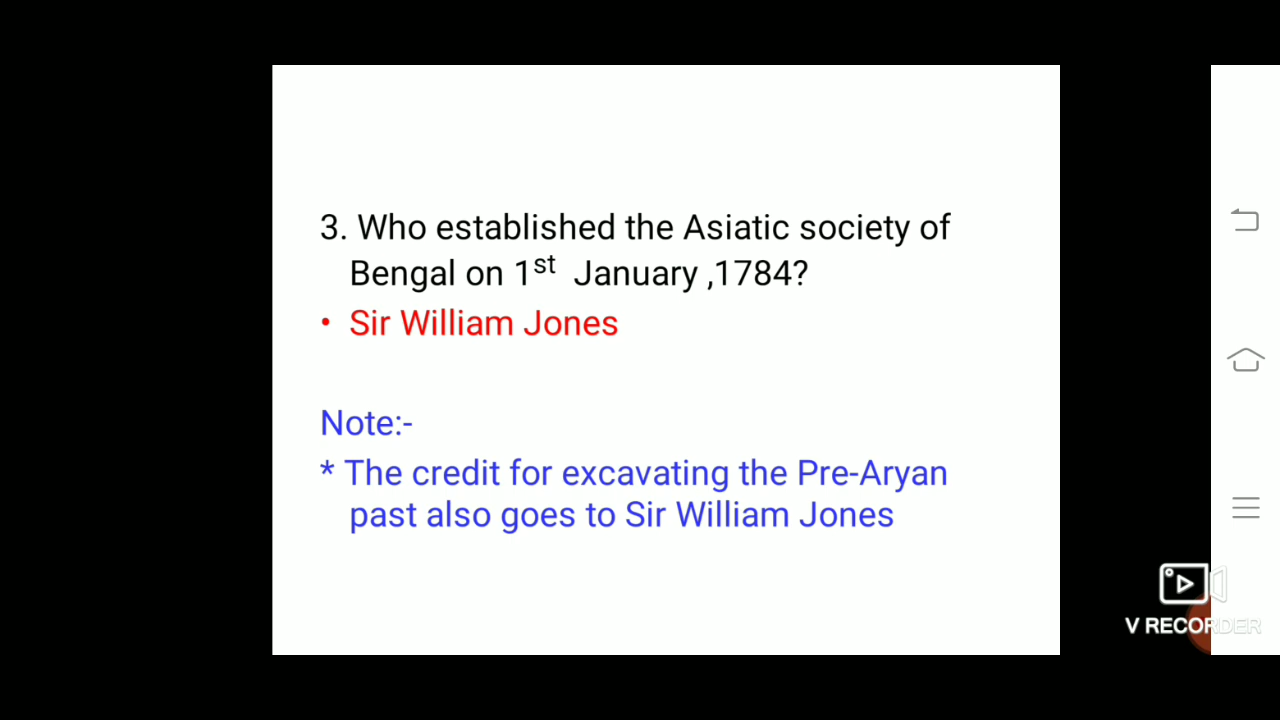 3. Who established the Asiatic society of
Bengal on 1st January ,1784?
• Sir William Jones
Note:-
* The credit for excavating the Pre-Aryan
past also goes to Sir William Jones
V RECORDER